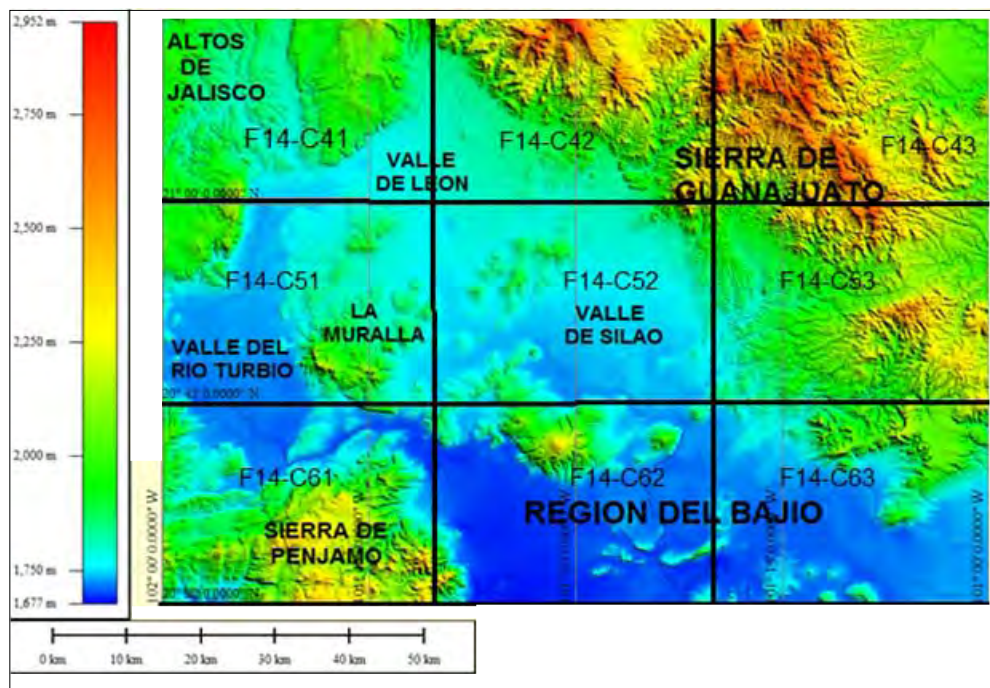 2,952 m
2,750 m
2,500 m
2,250 m
2,000 m
1,750 m
1,677 m
ALTOS
DE
JALISCO
F14-C41
VALLE
DE LEON
F14-C42
SIERRA DE
GUANAJUATO
F14-C43
F14-C51
LA
MURALLA
VALLE DEL
RIO TURBIO
F14-C52
VALLE
DE SILAO
F14-C53
F14-C61
SIERRA DE
PENJAMO
F14-C62
REGION DEL BAJIO
F14-C63
102° 00' 0.0000" W
0 km
10 km
20 km
30 km
40 km
50 km